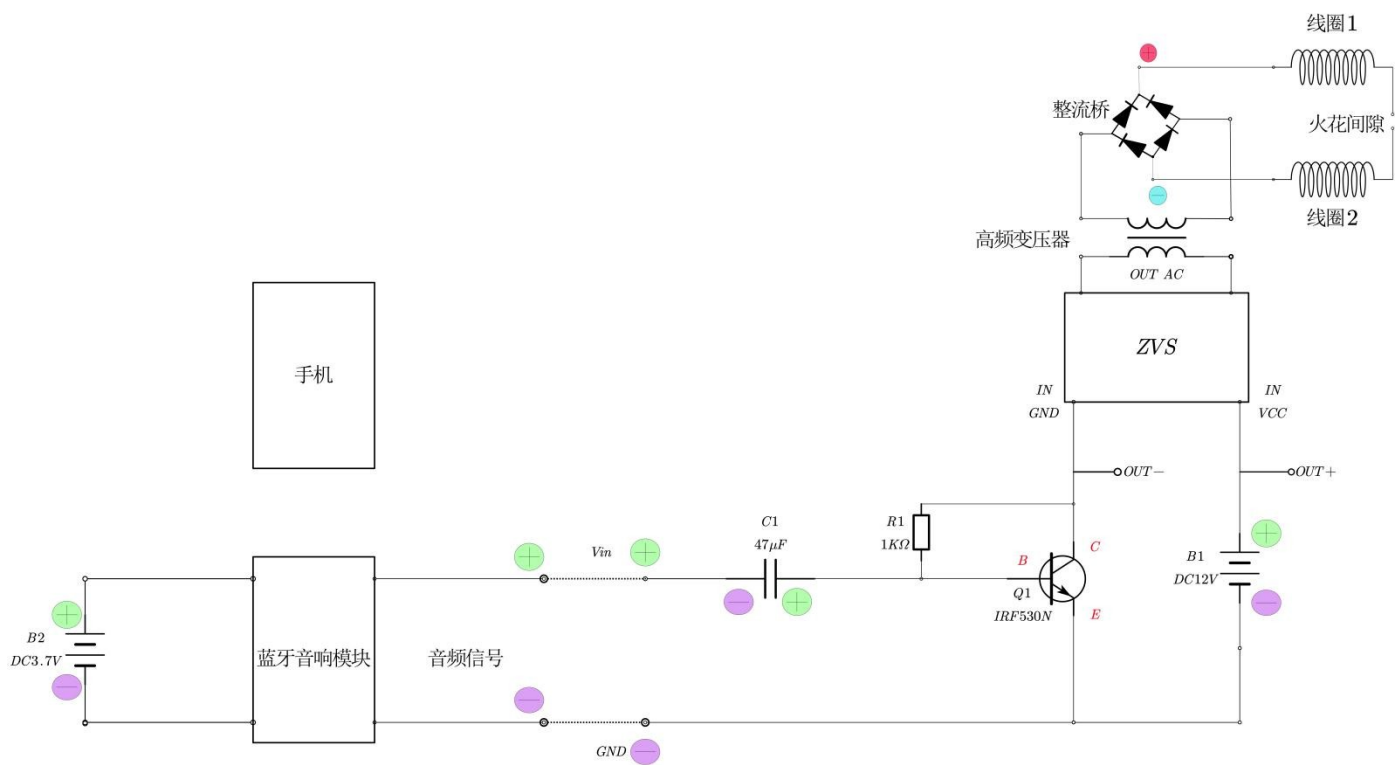 线圈1
整流桥
火花间隙
线圈2
高频变压器
OUT AC
ZVS
IN
GND
IN
VCC
手机
OUT−
OUT+
C1
47μF
R1
1KΩ
Vin
B
C
Q1
IRF530N
E
B1
DC12V
B2
DC3.7V
蓝牙音响模块
音频信号
GND